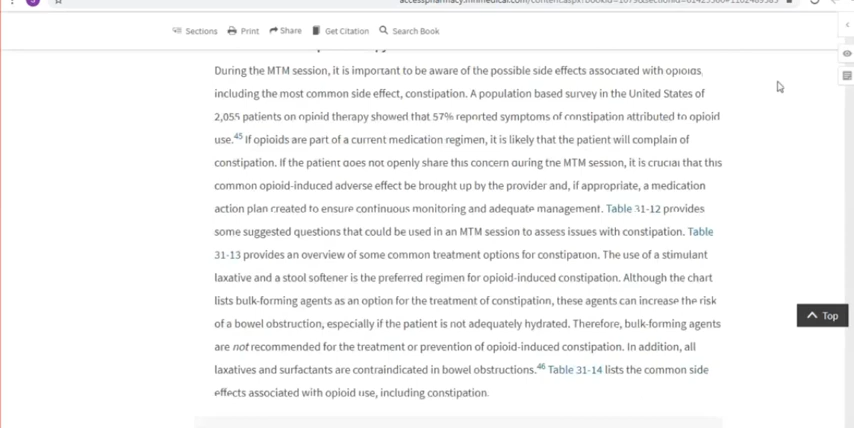 Sections Print Share Get Citation Search Book
During the MTM session, it is important to be aware of the possible side effects associated with opioids,
including the most common side effect, constipation. A population based survey in the United States of
2,055 patients on opioid therapy showed that 57% reported symptoms of constipation attributed to opioid
use.45 If opioids are part of a current medication regimen, it is likely that the patient will complain of
constipation. If the patient does not openly share this concern during the MTM session, it is crucial that this
common opioid-induced adverse effect be brought up by the provider and, if appropriate, a medication
action plan created to ensure continuous monitoring and adequate management. Table 31-12 provides
some suggested questions that could be used in an MTM session to assess issues with constipation. Table
31-13 provides an overview of some common treatment options for constipation. The use of a stimulant
laxative and a stool softener is the preferred regimen for opioid-induced constipation. Although the chart
lists bulk-forming agents as an option for the treatment of constipation, these agents can increase the risk
of a bowel obstruction, especially if the patient is not adequately hydrated. Therefore, bulk-forming agents
Top
are not recommended for the treatment or prevention of opioid-induced constipation. In addition, all
laxatives and surfactants are contraindicated in bowel obstructions.46 Table 31-14 lists the common side
effects associated with opioid use, including constipation.